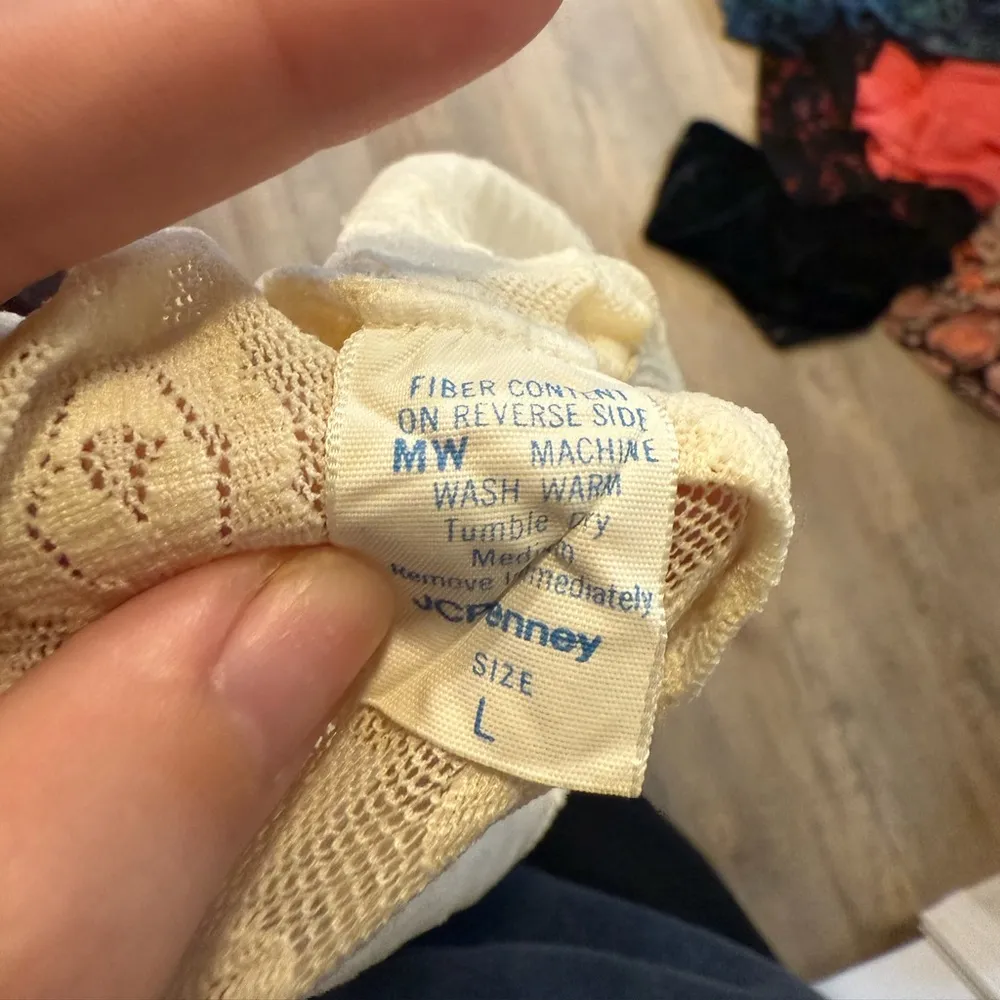 FIBER CONTENT
ON REVERSE SIDE
MW MACHINE
WASH WARM
Tumble Dry
Medium
Remove Immediately
JCPenney
SIZE
L